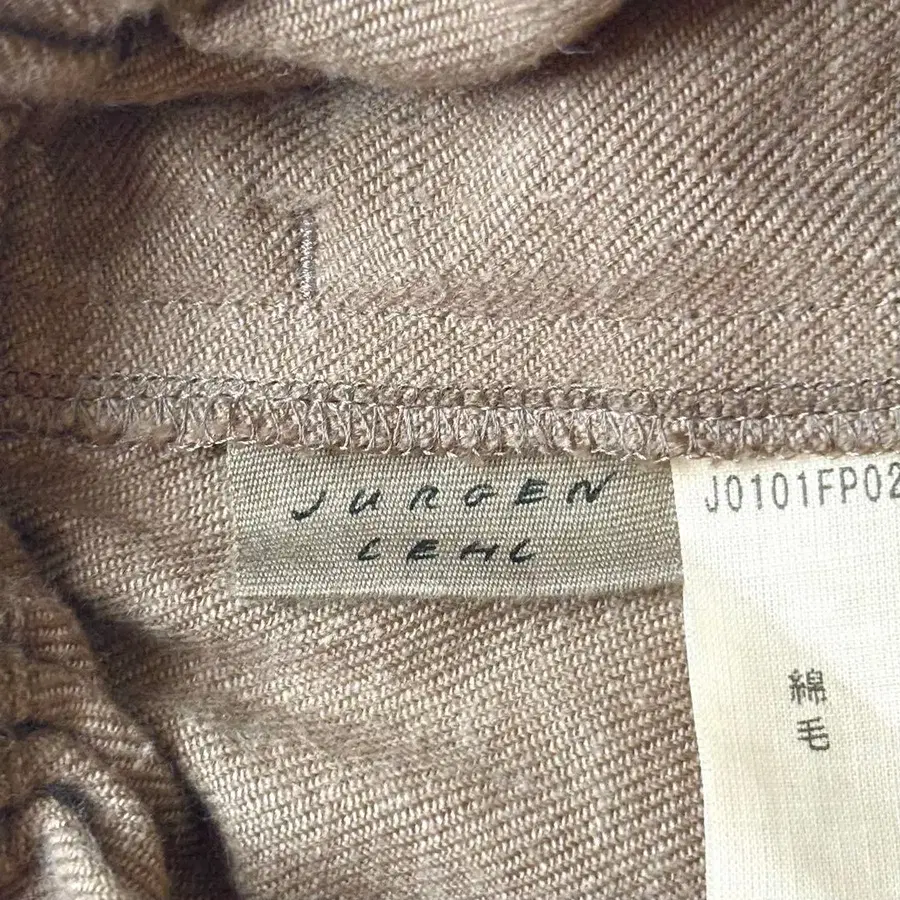 JURGEN
LEHL
J0101FP02
綿
毛